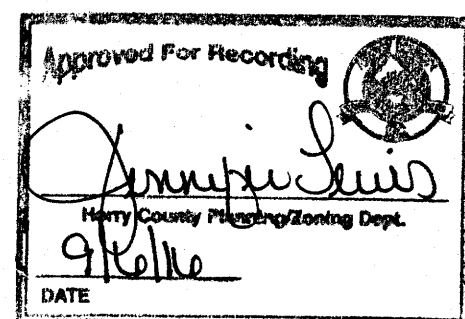 Approved For Recording
Jennifer Lewis
Horry County Planning/Zoning Dept.
9/6/16
DATE